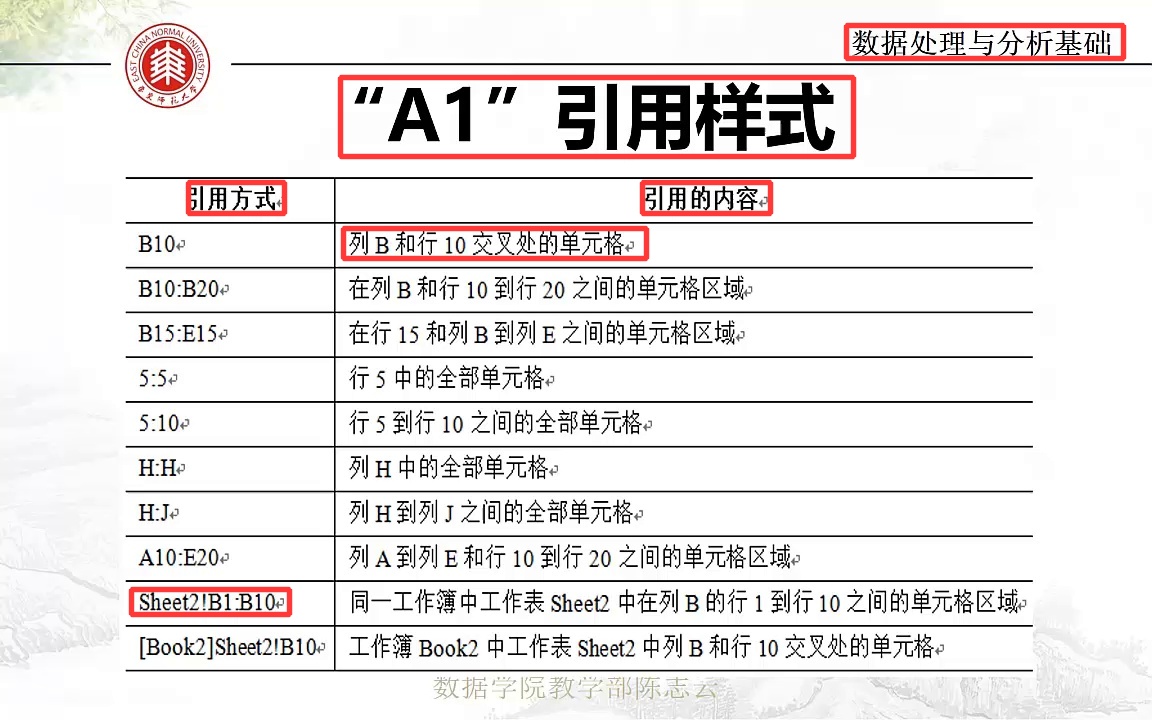 EAST CHINA NORMAL UNIVERSITY
华东师范大学
数据处理与分析基础
“A1”引用样式
引用方式 引用的内容
B10 列 B 和行 10 交叉处的单元格
B10:B20 在列 B 和行 10 到行 20 之间的单元格区域
B15:E15 在行 15 和列 B 到列 E 之间的单元格区域
5:5 行 5 中的全部单元格
5:10 行 5 到行 10 之间的全部单元格
H:H 列 H 中的全部单元格
H:J 列 H 到列 J 之间的全部单元格
A10:E20 列 A 到列 E 和行 10 到行 20 之间的单元格区域
Sheet2!B1:B10 同一工作簿中工作表 Sheet2 中在列 B 的行 1 到行 10 之间的单元格区域
[Book2]Sheet2!B10 工作簿 Book2 中工作表 Sheet2 中列 B 和行 10 交叉处的单元格
数据学院教学部陈志云